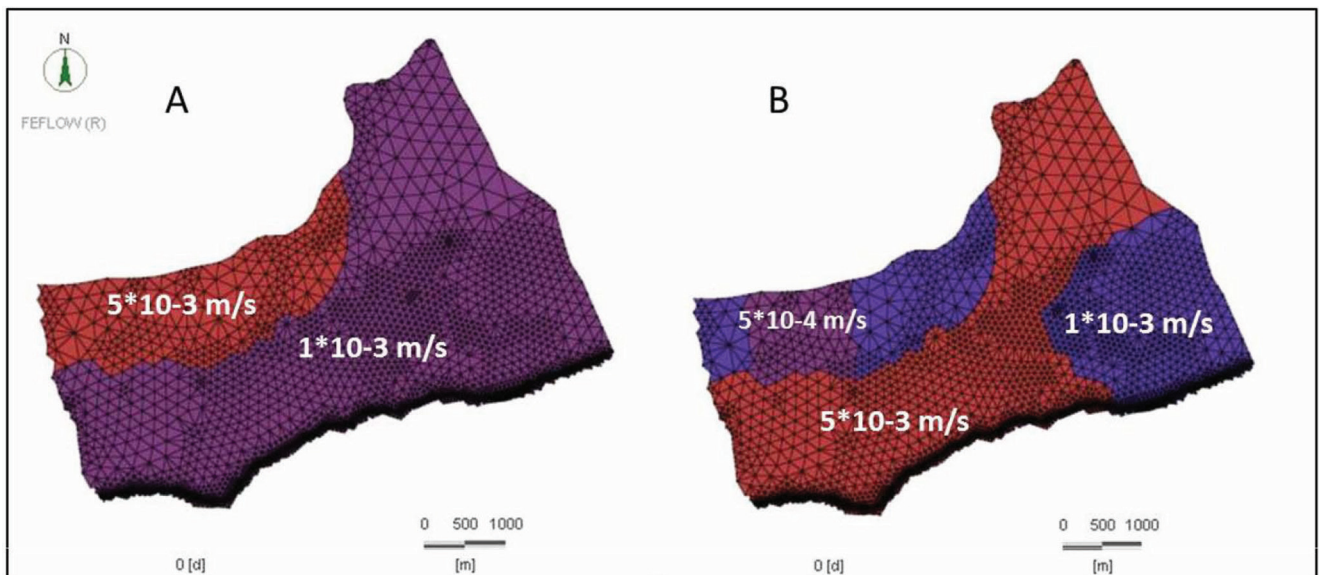 N
FEFLOW (R)
A
5*10-3 m/s
1*10-3 m/s
0 500 1000
0 [d]
[m]
B
5*10-4 m/s
1*10-3 m/s
5*10-3 m/s
0 500 1000
0 [d]
[m]